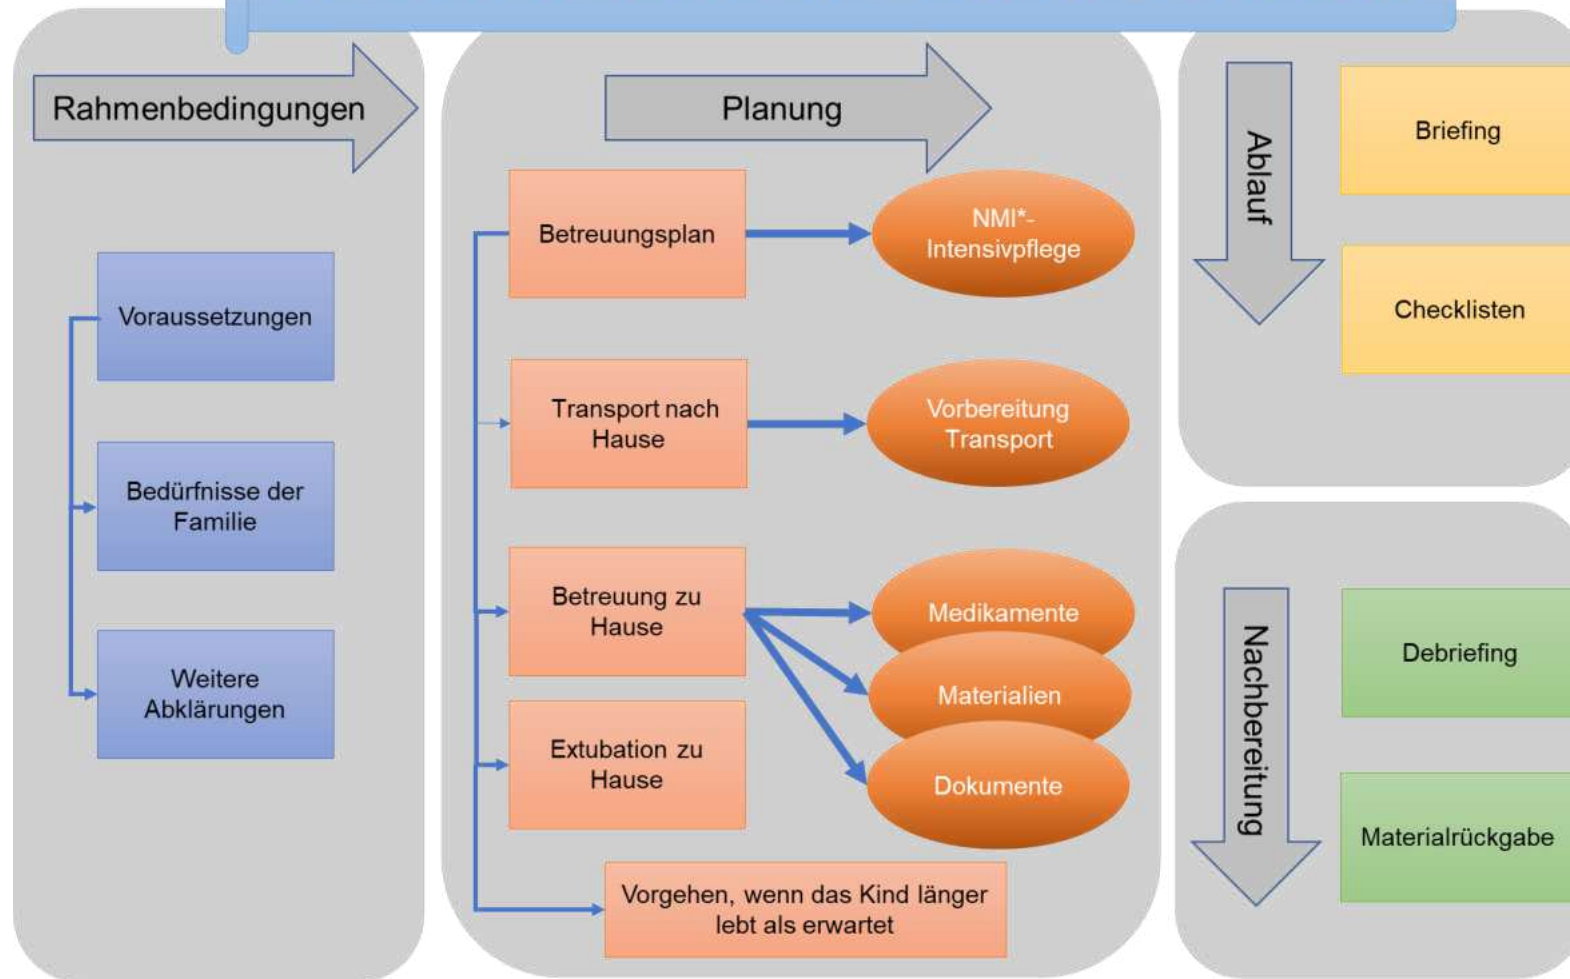 Rahmenbedingungen
Voraussetzungen
Bedürfnisse der
Familie
Weitere
Abklärungen
Planung
Betreuungsplan
NMI*-
Intensivpflege
Transport nach
Hause
Vorbereitung
Transport
Betreuung zu
Hause
Medikamente
Materialien
Dokumente
Extubation zu
Hause
Vorgehen, wenn das Kind länger
lebt als erwartet
Ablauf
Briefing
Checklisten
Nachbereitung
Debriefing
Materialrückgabe